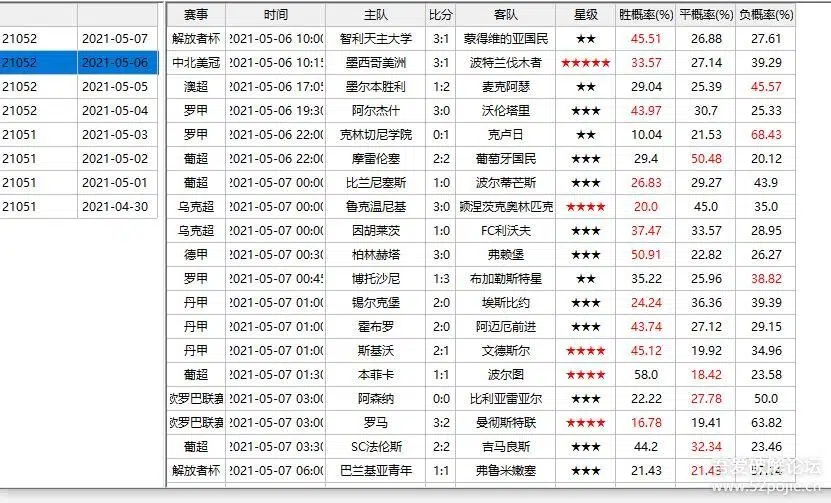 赛事 时间 主队 比分 客队 星级 胜概率(%) 平概率(%) 负概率(%)
21052 2021-05-07 解放者杯 2021-05-06 10:00 智利天主大学 3:1 蒙得维的亚国民 ★★ 45.51 26.88 27.61
21052 2021-05-06 中北美冠 2021-05-06 10:15 墨西哥美洲 3:1 波特兰伐木者 ★★★★★ 33.57 27.14 39.29
21052 2021-05-05 澳超 2021-05-06 17:05 墨尔本胜利 1:2 麦克阿瑟 ★★ 29.04 25.39 45.57
21052 2021-05-04 罗甲 2021-05-06 19:30 阿尔杰什 3:0 沃伦塔里 ★★★ 43.97 30.7 25.33
21051 2021-05-03 罗甲 2021-05-06 22:00 克林切尼学院 0:1 克卢日 ★★ 10.04 21.53 68.43
21051 2021-05-02 葡超 2021-05-06 22:00 摩雷伦塞 2:2 葡萄牙国民 ★★★ 29.4 50.48 20.12
21051 2021-05-01 葡超 2021-05-07 00:00 比兰尼塞斯 1:0 波尔蒂芒斯 ★★★ 26.83 29.27 43.9
21051 2021-04-30 乌克超 2021-05-07 00:00 鲁克温尼基 3:0 顿涅茨克奥林匹克 ★★★★ 20.0 45.0 35.0
乌克超 2021-05-07 00:00 因胡莱茨 1:0 FC利沃夫 ★★★ 37.47 33.57 28.95
德甲 2021-05-07 00:30 柏林赫塔 3:0 弗赖堡 ★★★ 50.91 22.82 26.27
罗甲 2021-05-07 00:45 博托沙尼 1:3 布加勒斯特星 ★★ 35.22 25.96 38.82
丹甲 2021-05-07 01:00 锡尔克堡 2:0 埃斯比约 ★★★ 24.24 36.36 39.39
丹甲 2021-05-07 01:00 霍布罗 2:0 阿迈厄前进 ★★★ 43.74 27.12 29.15
丹甲 2021-05-07 01:00 斯基沃 2:1 文德斯尔 ★★★★ 45.12 19.92 34.96
葡超 2021-05-07 01:30 本菲卡 1:1 波尔图 ★★★★ 58.0 18.42 23.58
欧罗巴联赛 2021-05-07 03:00 阿森纳 0:0 比利亚雷亚尔 ★★★ 22.22 27.78 50.0
欧罗巴联赛 2021-05-07 03:00 罗马 3:2 曼彻斯特联 ★★★★ 16.78 19.41 63.82
葡超 2021-05-07 03:30 SC法伦斯 2:2 吉马良斯 ★★★ 44.2 32.34 23.46
解放者杯 2021-05-07 06:00 巴兰基亚青年 1:1 弗鲁米嫩塞 ★★★ 21.43 21.43 57.14
吾爱破解论坛
www.52pojie.cn